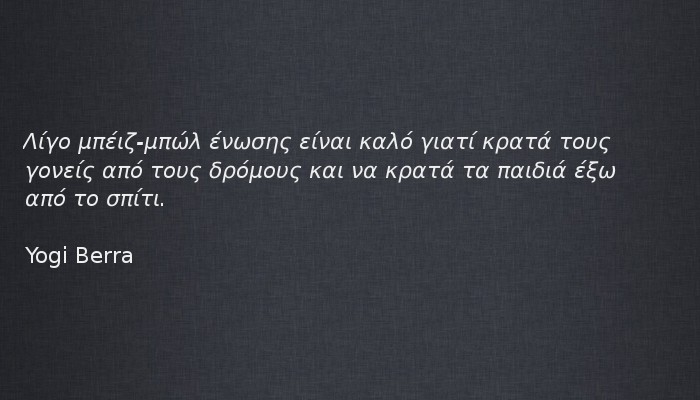 Λίγο μπέιζ-μπώλ ένωσης είναι καλό γιατί κρατά τους
γονείς από τους δρόμους και να κρατά τα παιδιά έξω
από το σπίτι.
Yogi Berra